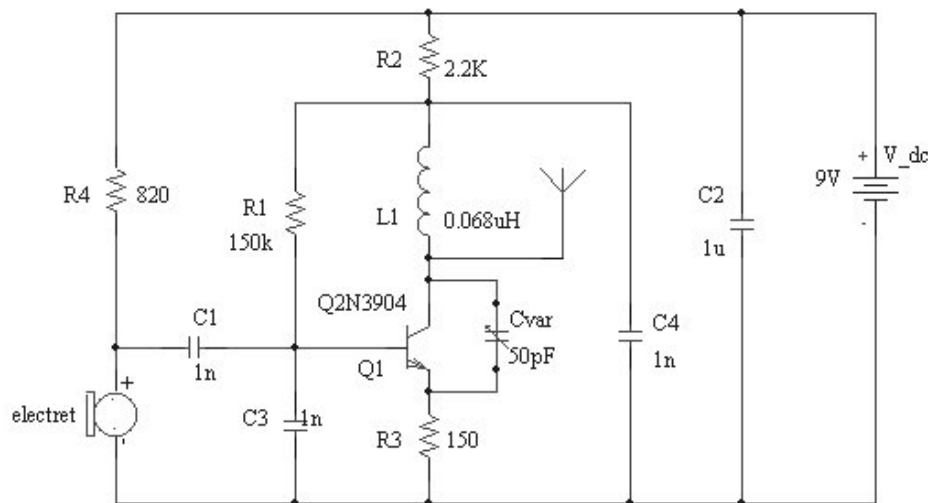 R2
2.2K
+
V_dc
9V
-
R4
820
R1
150k
L1
0.068uH
C2
1u
Q2N3904
C1
1n
Cvar
50pF
C4
1n
Q1
+
electret
-
C3
1n
R3
150